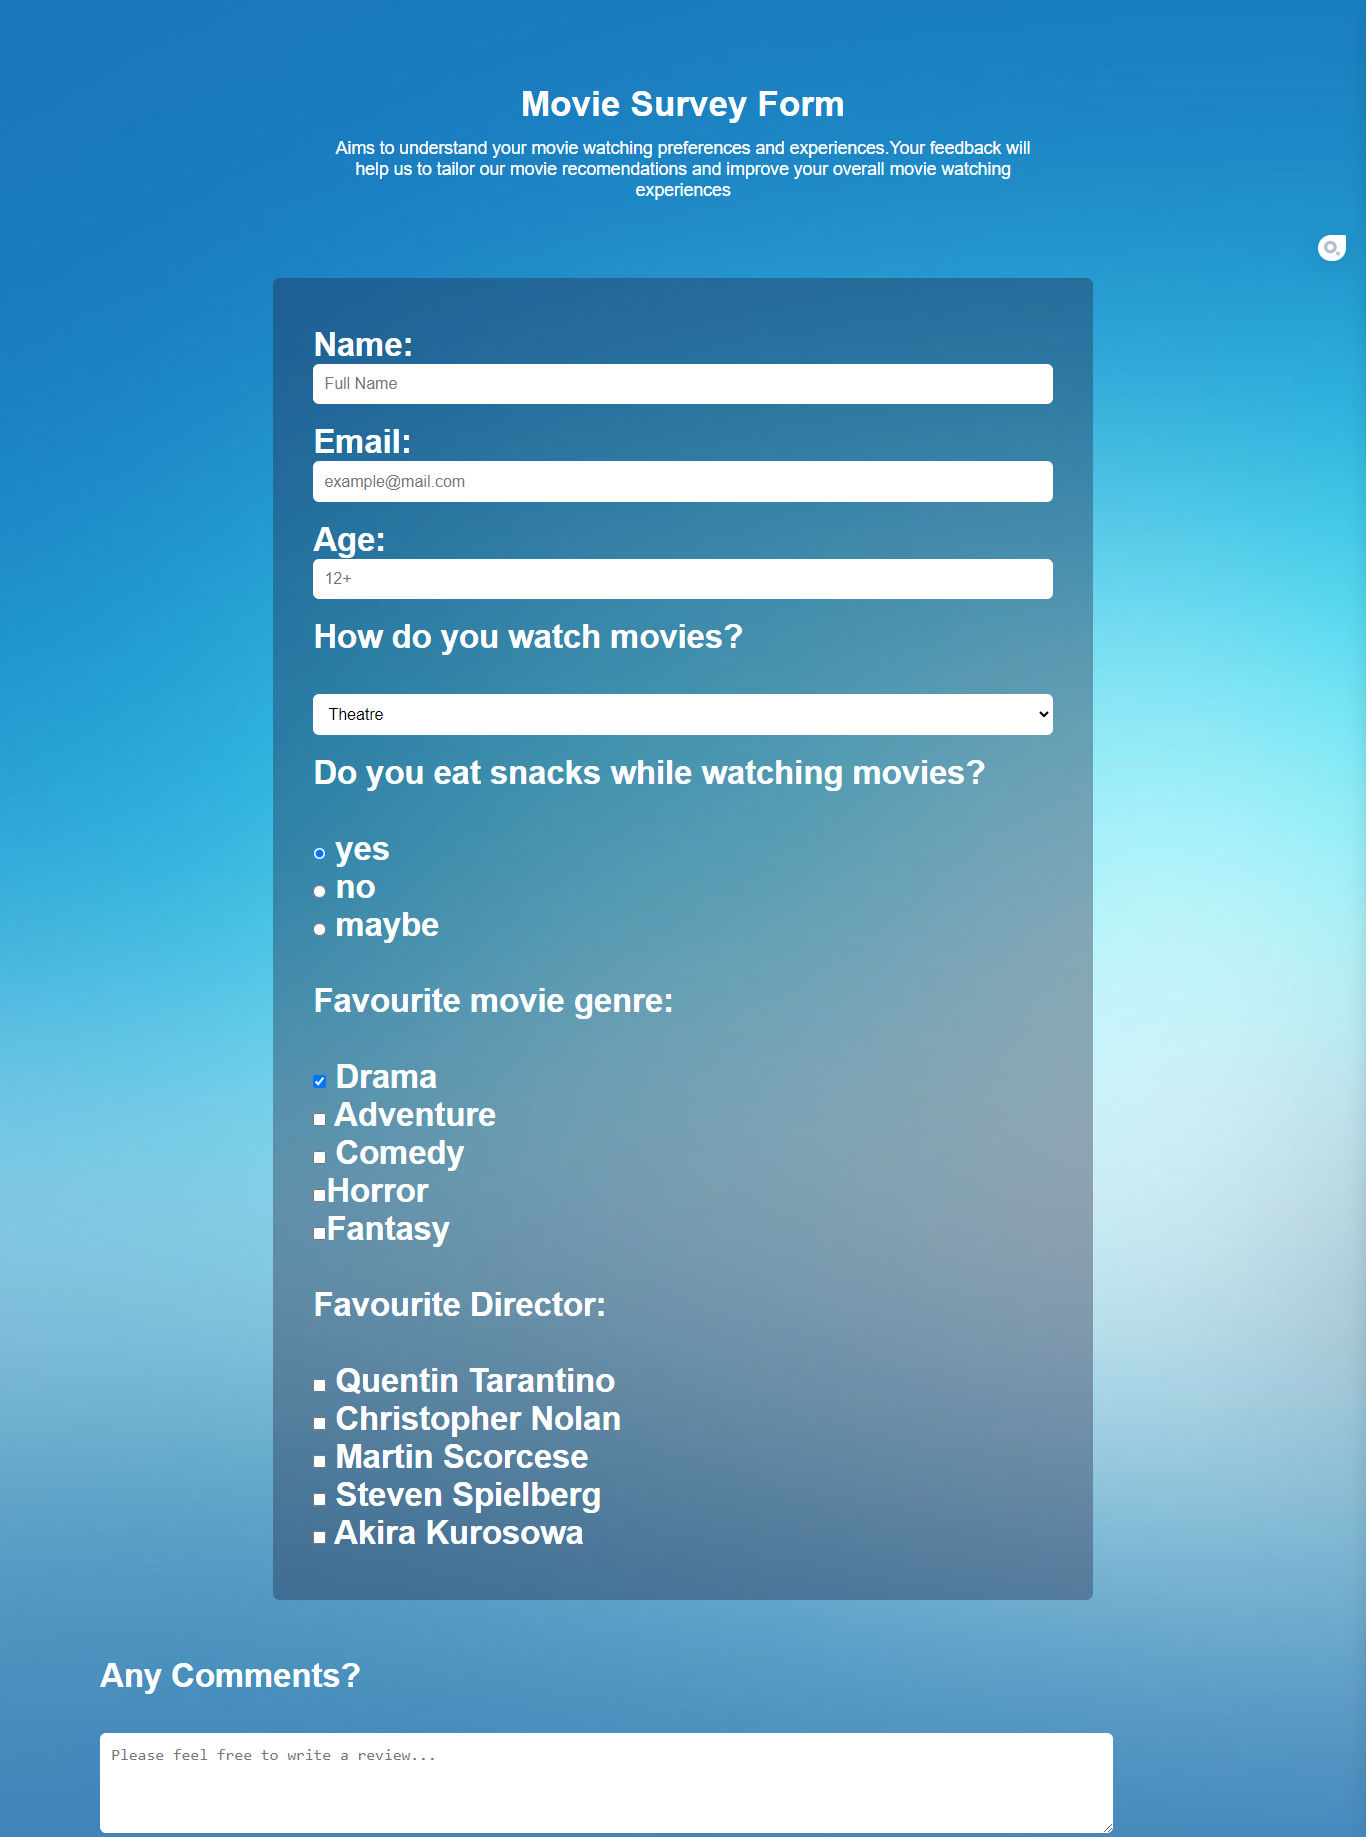 Movie Survey Form
Aims to understand your movie watching preferences and experiences.Your feedback will
help us to tailor our movie recomendations and improve your overall movie watching
experiences
Name:
Full Name
Email:
example@mail.com
Age:
12+
How do you watch movies?
Theatre
Do you eat snacks while watching movies?
yes
no
maybe
Favourite movie genre:
Drama
Adventure
Comedy
Horror
Fantasy
Favourite Director:
Quentin Tarantino
Christopher Nolan
Martin Scorcese
Steven Spielberg
Akira Kurosowa
Any Comments?
Please feel free to write a review...